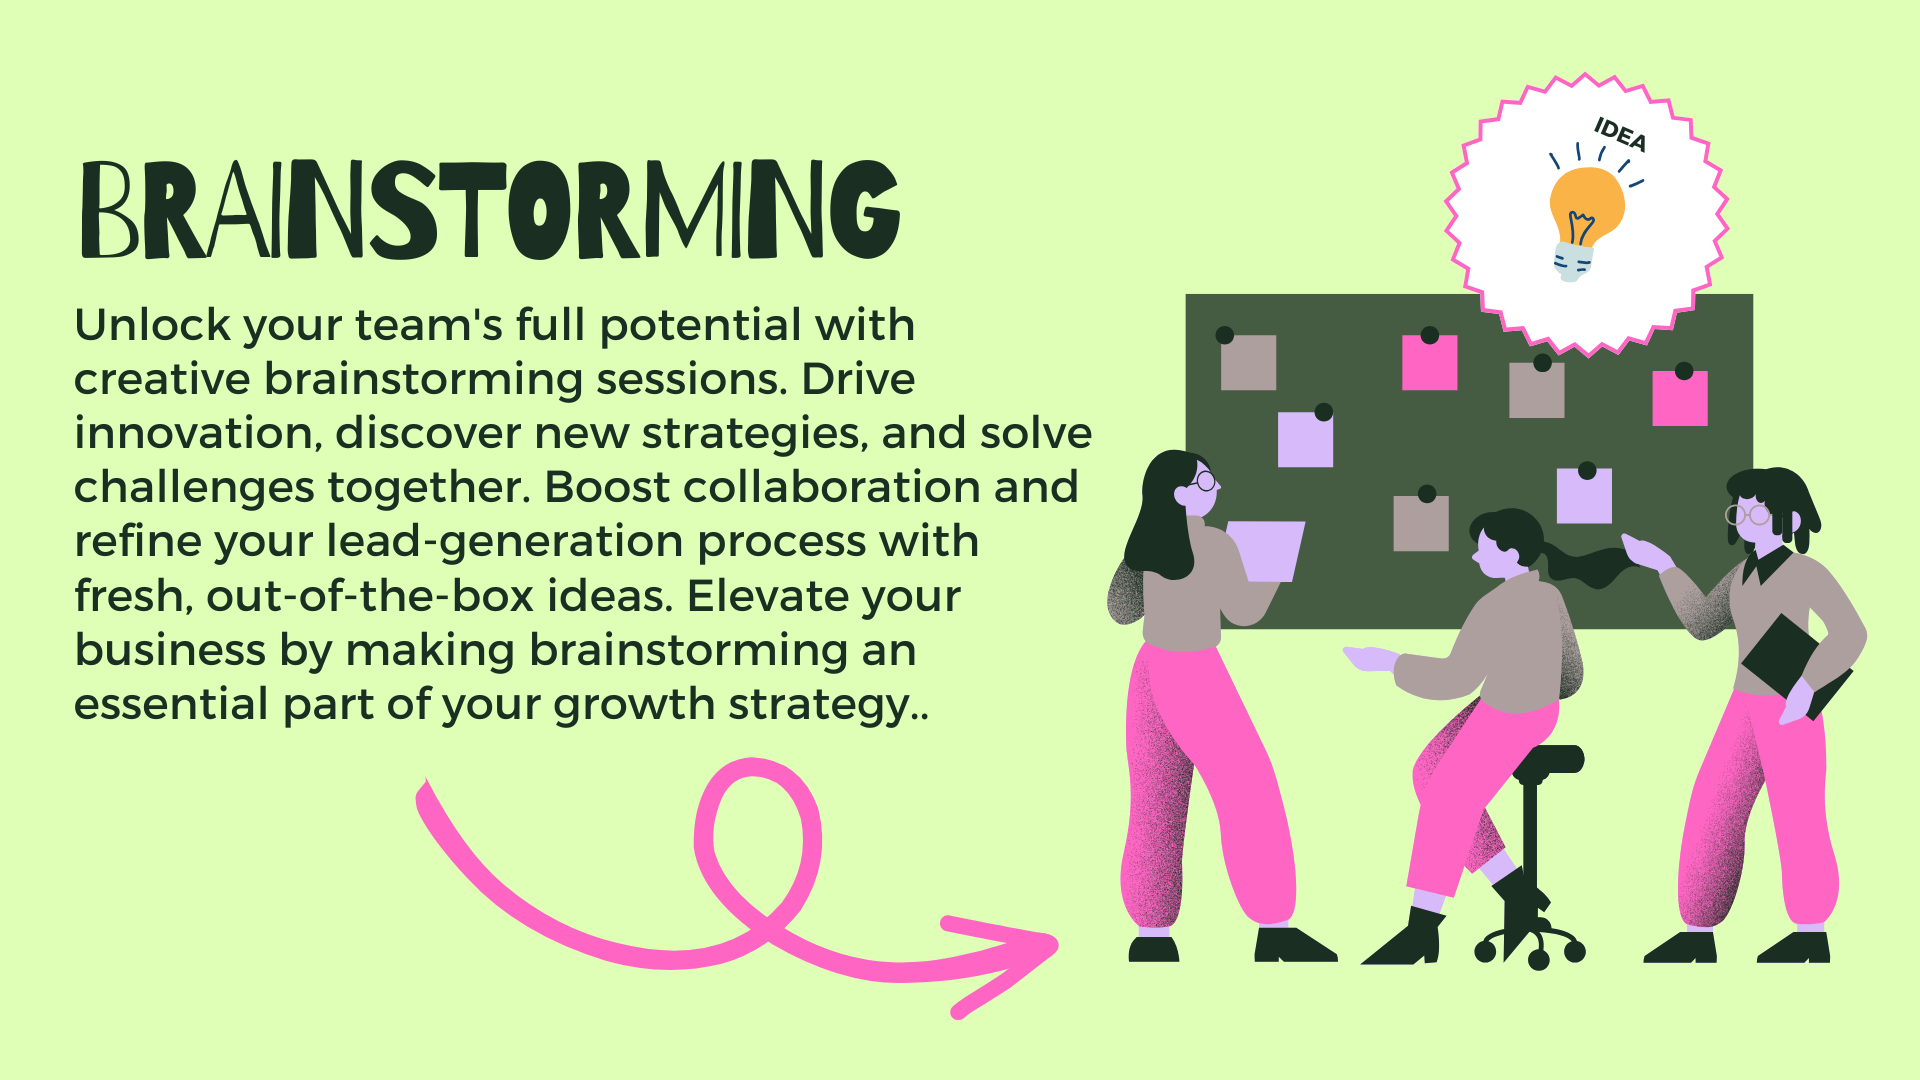 BRAINSTORMING
Unlock your team's full potential with
creative brainstorming sessions. Drive
innovation, discover new strategies, and solve
challenges together. Boost collaboration and
refine your lead-generation process with
fresh, out-of-the-box ideas. Elevate your
business by making brainstorming an
essential part of your growth strategy..
IDEA